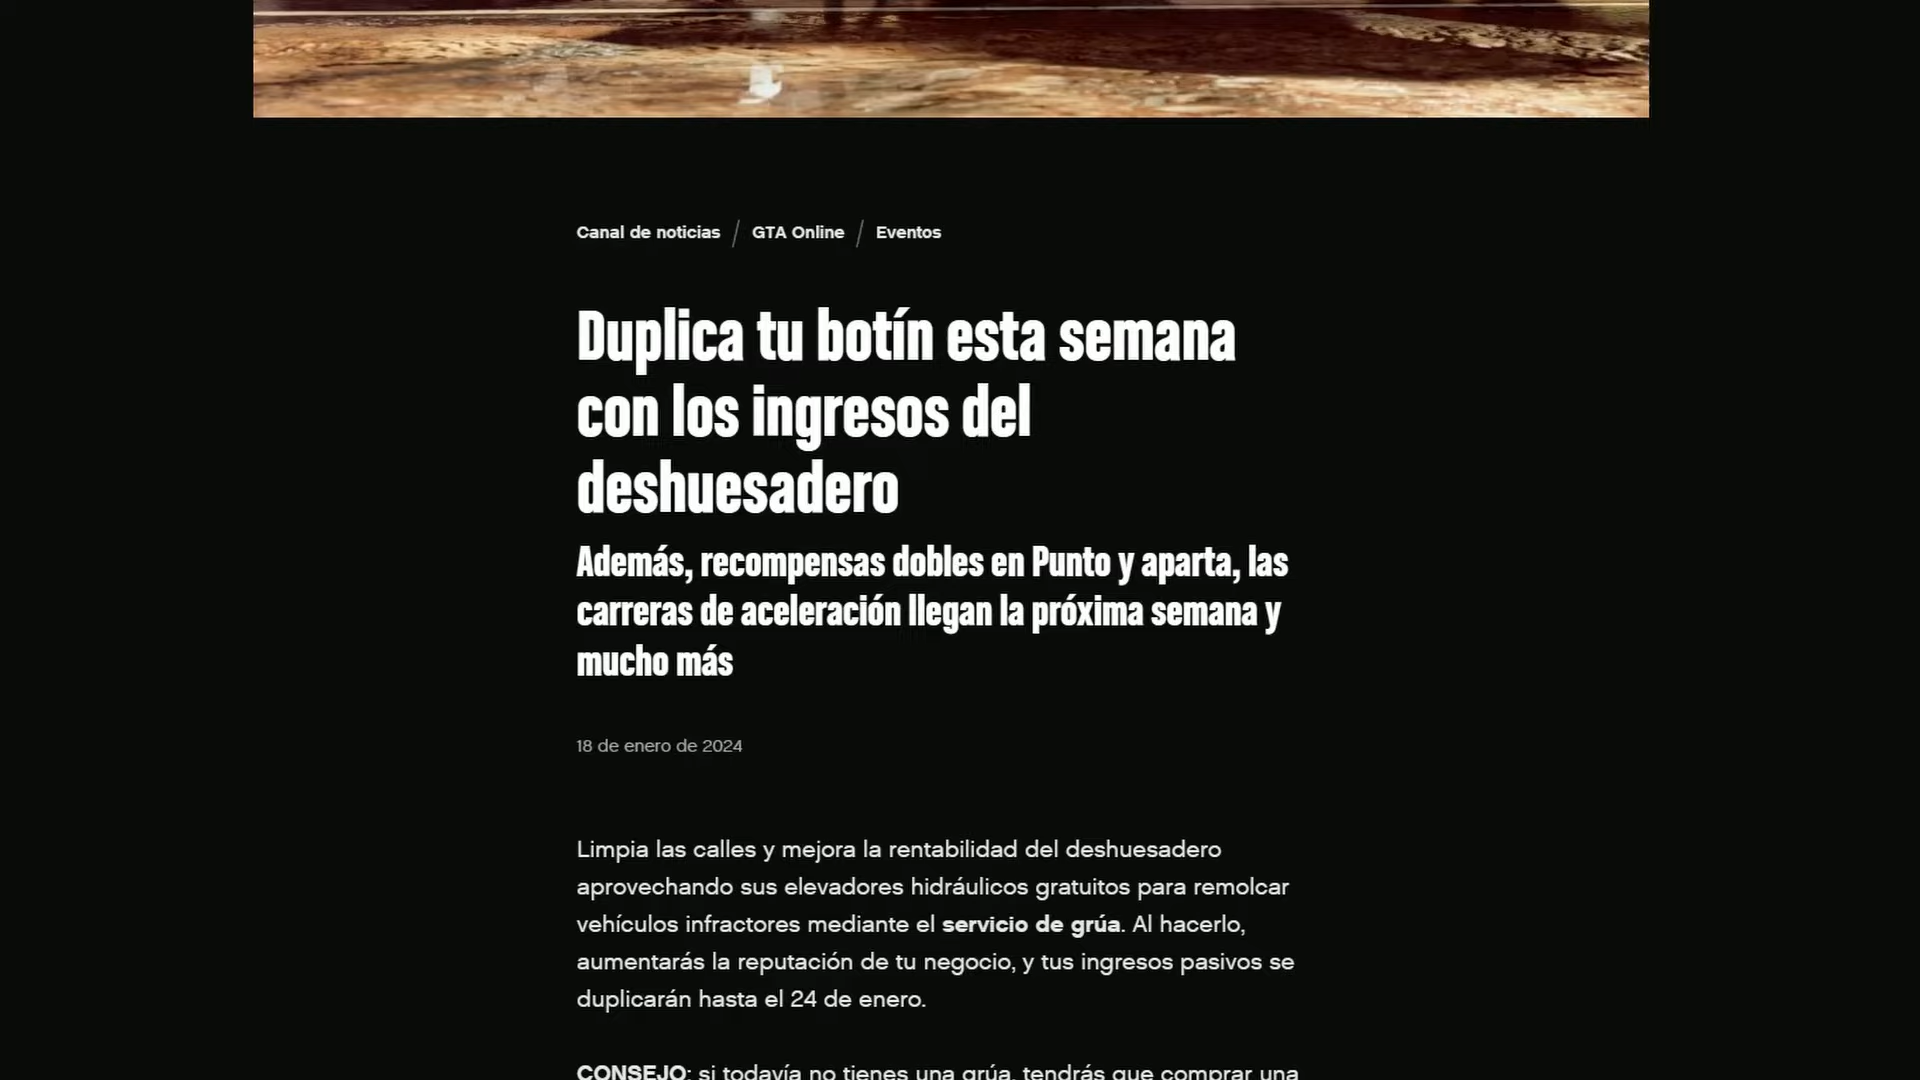 Canal de noticias / GTA Online / Eventos
Duplica tu botín esta semana
con los ingresos del
deshuesadero
Además, recompensas dobles en Punto y aparta, las
carreras de aceleración llegan la próxima semana y
mucho más
18 de enero de 2024
Limpia las calles y mejora la rentabilidad del deshuesadero
aprovechando sus elevadores hidráulicos gratuitos para remolcar
vehículos infractores mediante el servicio de grúa. Al hacerlo,
aumentarás la reputación de tu negocio, y tus ingresos pasivos se
duplicarán hasta el 24 de enero.
CONSEJO: si todavía no tienes una grúa, tendrás que comprar una